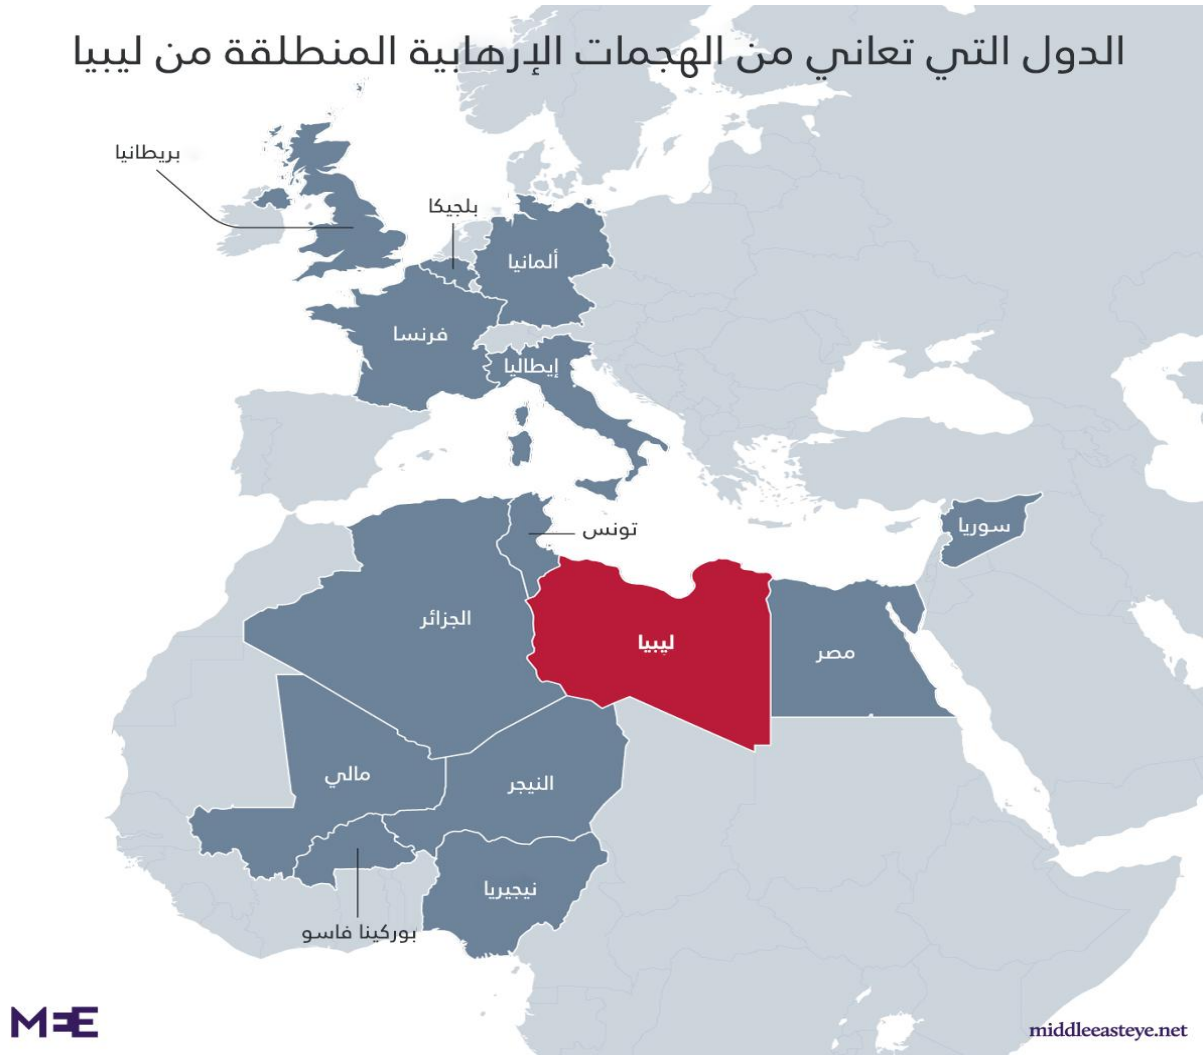 الدول التي تعاني من الهجمات الإرهابية المنطلقة من ليبيا
بريطانيا
بلجيكا
ألمانيا
فرنسا
إيطاليا
سوريا
تونس
الجزائر
ليبيا
مصر
مالي
النيجر
نيجيريا
بوركينا فاسو
MEE
middleeasteye.net